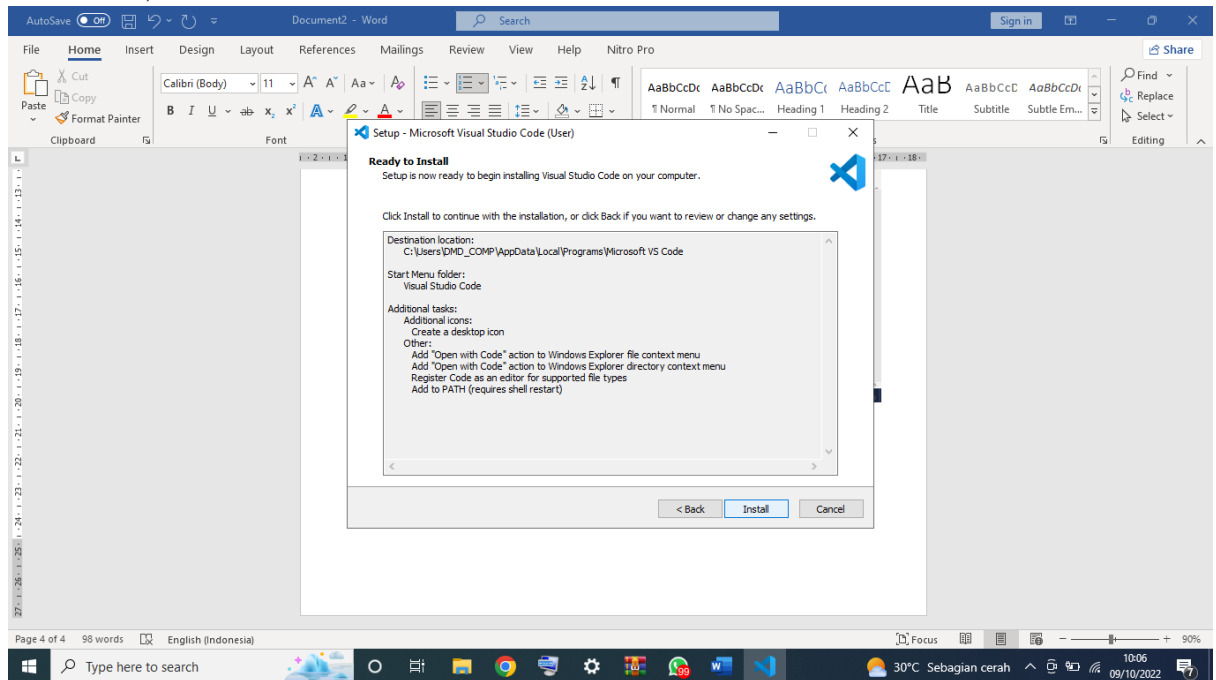 AutoSave Off Document2 - Word Search Sign in
File Home Insert Design Layout References Mailings Review View Help Nitro Pro Share
Paste Cut Copy Format Painter
Calibri (Body) 11 A^ A˅ Aa
B I U ab x₂ x² A A
AaBbCcDc AaBbCcDc AaBbCc AaBbCcD AaB AaBbCcD AaBbCcDc
¶ Normal ¶ No Spac... Heading 1 Heading 2 Title Subtitle Subtle Em...
Find
Replace
Select
Clipboard Font Editing
Setup - Microsoft Visual Studio Code (User)
Ready to Install
Setup is now ready to begin installing Visual Studio Code on your computer.
Click Install to continue with the installation, or click Back if you want to review or change any settings.
Destination location:
C:\Users\DMD_COMP\AppData\Local\Programs\Microsoft VS Code
Start Menu folder:
Visual Studio Code
Additional tasks:
Additional icons:
Create a desktop icon
Other:
Add "Open with Code" action to Windows Explorer file context menu
Add "Open with Code" action to Windows Explorer directory context menu
Register Code as an editor for supported file types
Add to PATH (requires shell restart)
< Back Install Cancel
Page 4 of 4 98 words English (Indonesia) Focus 90%
Type here to search 99 30°C Sebagian cerah 10:06
09/10/2022 7